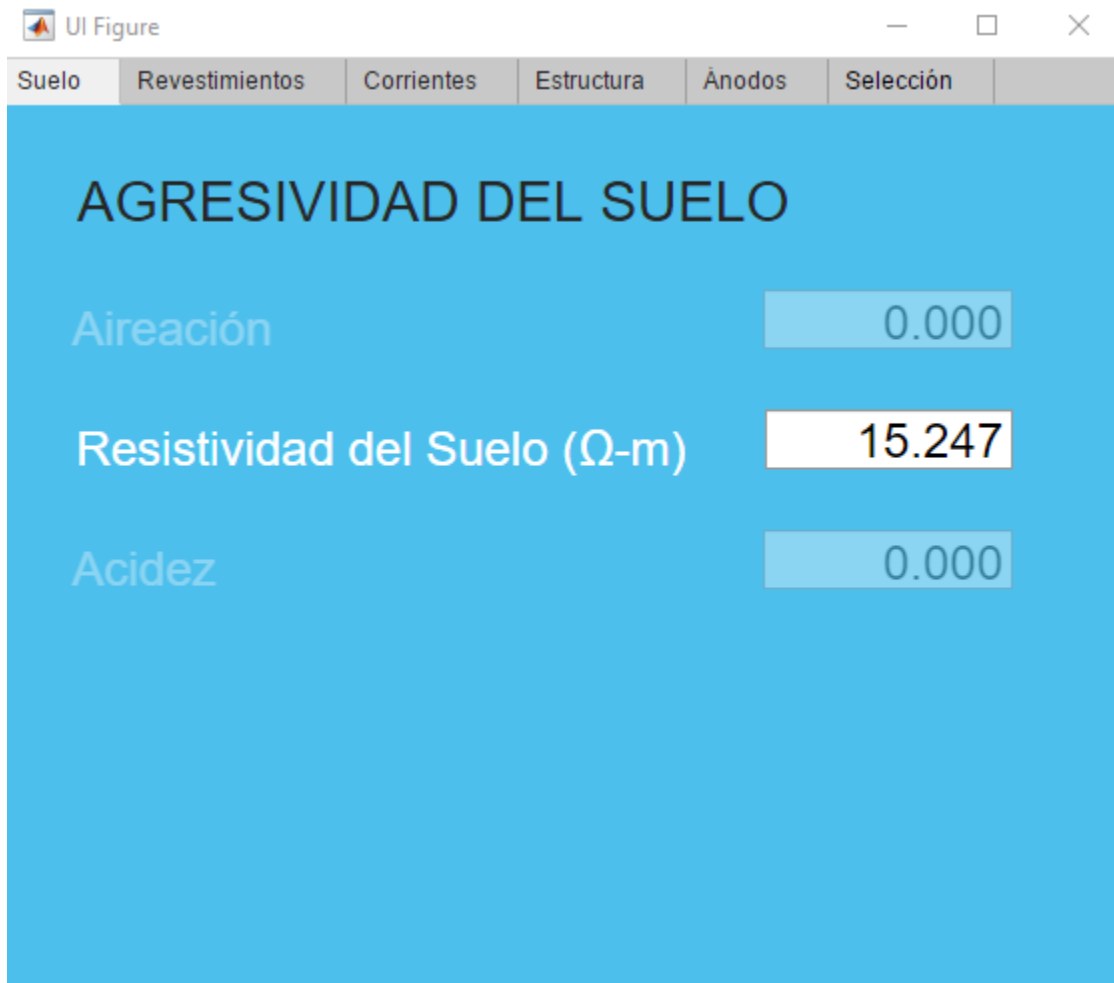 UI Figure
Suelo Revestimientos Corrientes Estructura Ánodos Selección
AGRESIVIDAD DEL SUELO
Aireación 0.000
Resistividad del Suelo (Ω-m) 15.247
Acidez 0.000